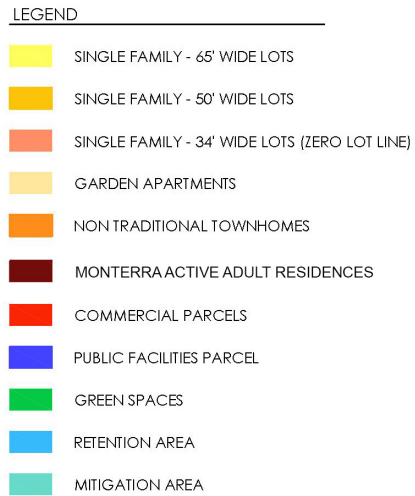 LEGEND
SINGLE FAMILY - 65' WIDE LOTS
SINGLE FAMILY - 50' WIDE LOTS
SINGLE FAMILY - 34' WIDE LOTS (ZERO LOT LINE)
GARDEN APARTMENTS
NON TRADITIONAL TOWNHOMES
MONTERRA ACTIVE ADULT RESIDENCES
COMMERCIAL PARCELS
PUBLIC FACILITIES PARCEL
GREEN SPACES
RETENTION AREA
MITIGATION AREA